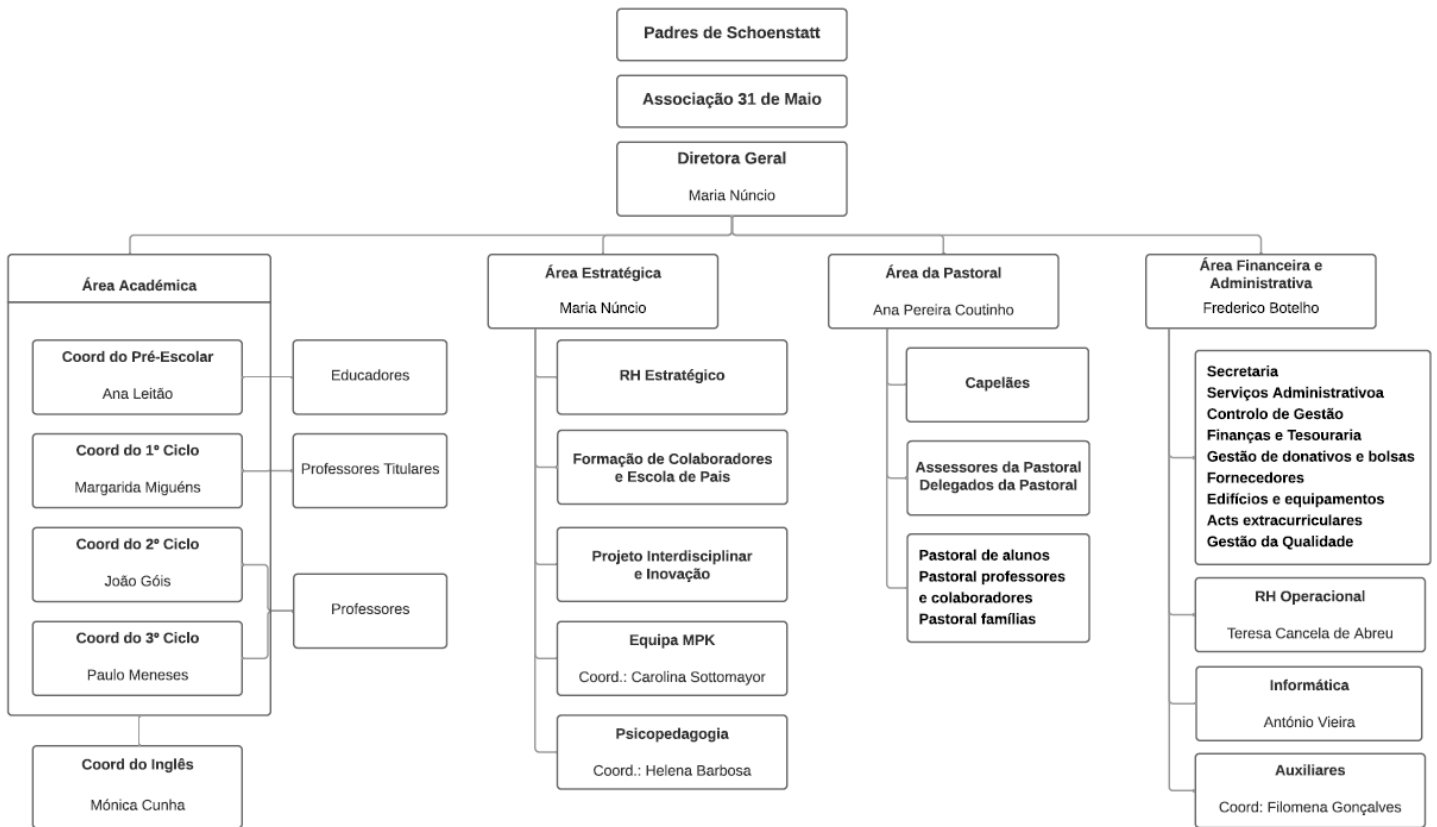 Padres de Schoenstatt
Associação 31 de Maio
Diretora Geral
Maria Núncio
Área Académica
Coord do Pré-Escolar
Ana Leitão
Educadores
Coord do 1º Ciclo
Margarida Miguéns
Professores Titulares
Coord do 2º Ciclo
João Góis
Coord do 3º Ciclo
Paulo Meneses
Professores
Coord do Inglês
Mónica Cunha
Área Estratégica
Maria Núncio
RH Estratégico
Formação de Colaboradores
e Escola de Pais
Projeto Interdisciplinar
e Inovação
Equipa MPK
Coord.: Carolina Sottomayor
Psicopedagogia
Coord.: Helena Barbosa
Área da Pastoral
Ana Pereira Coutinho
Capelães
Assessores da Pastoral
Delegados da Pastoral
Pastoral de alunos
Pastoral professores
e colaboradores
Pastoral famílias
Área Financeira e
Administrativa
Frederico Botelho
Secretaria
Serviços Administrativoa
Controlo de Gestão
Finanças e Tesouraria
Gestão de donativos e bolsas
Fornecedores
Edifícios e equipamentos
Acts extracurriculares
Gestão da Qualidade
RH Operacional
Teresa Cancela de Abreu
Informática
António Vieira
Auxiliares
Coord: Filomena Gonçalves